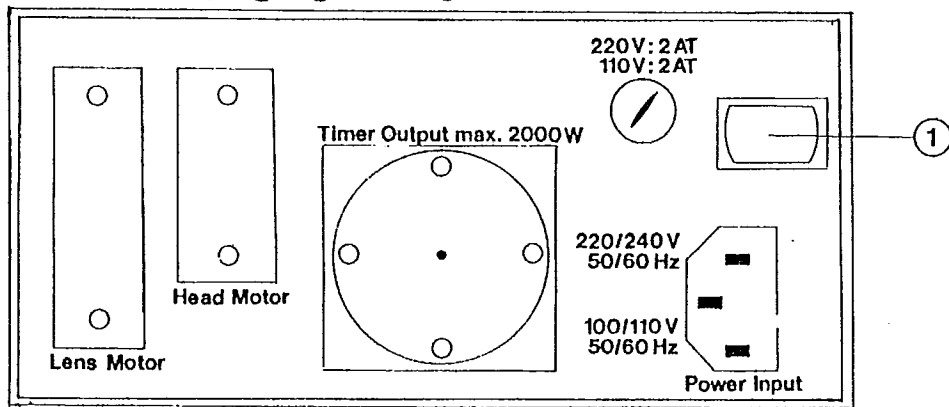 220V:2AT
110V:2AT
1
Timer Output max. 2000W
220/240V
50/60 Hz
Head Motor
100/110V
50/60 Hz
Lens Motor
Power Input